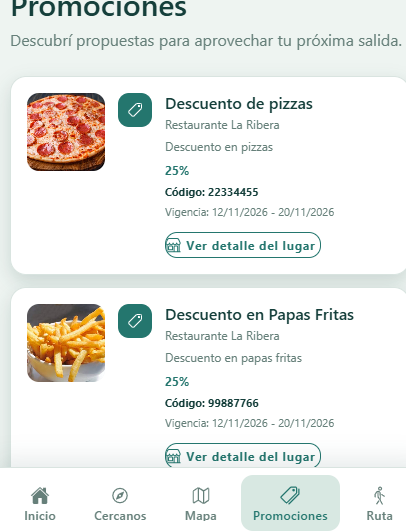 Promociones
Descubrí propuestas para aprovechar tu próxima salida.
Descuento de pizzas
Restaurante La Ribera
Descuento en pizzas
25%
Código: 22334455
Vigencia: 12/11/2026 - 20/11/2026
Ver detalle del lugar
Descuento en Papas Fritas
Restaurante La Ribera
Descuento en papas fritas
25%
Código: 99887766
Vigencia: 12/11/2026 - 20/11/2026
Ver detalle del lugar
Inicio
Cercanos
Mapa
Promociones
Ruta